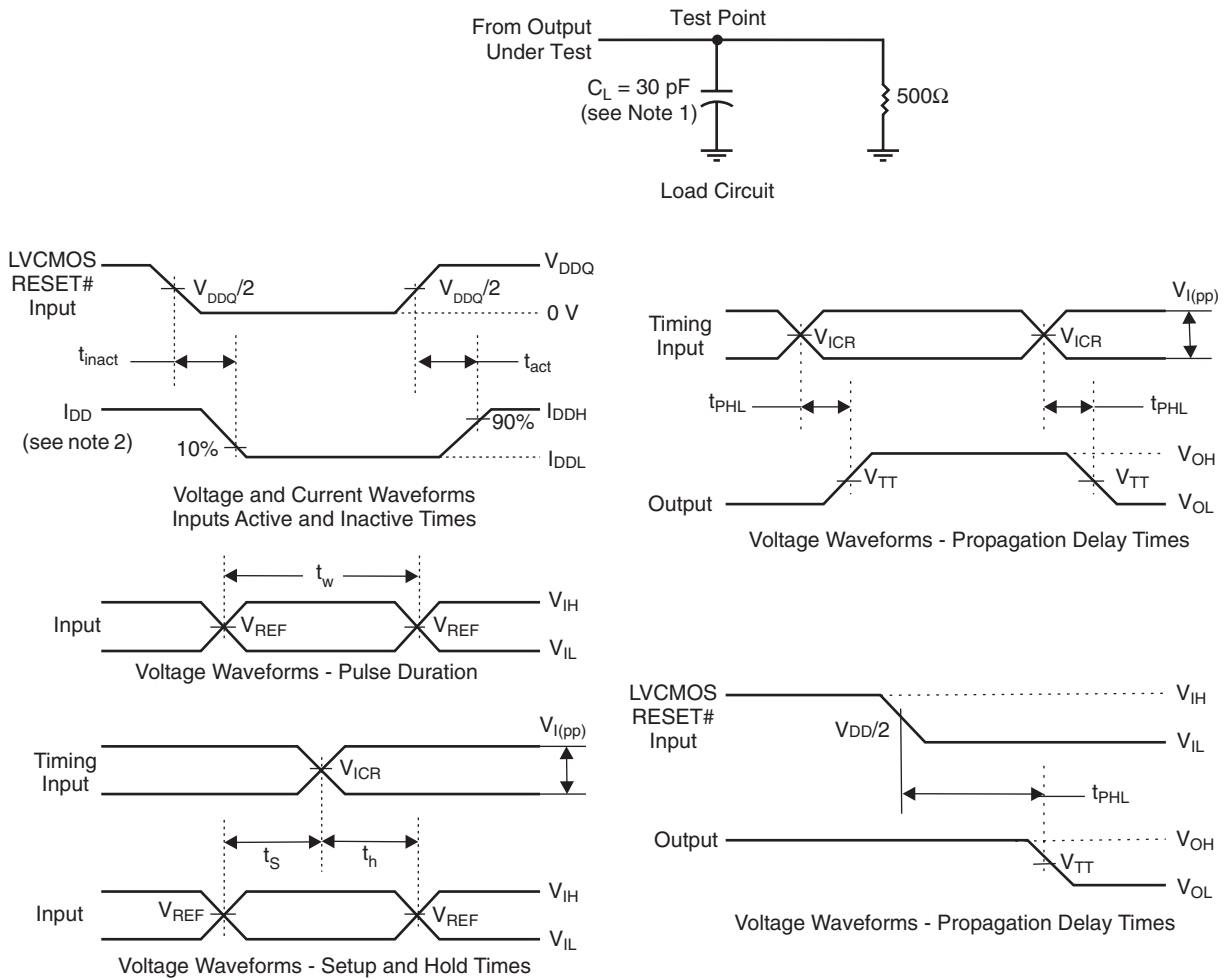 From Output
Under Test
Test Point
C_L = 30 pF
(see Note 1)
500Ω
Load Circuit
LVCMOS
RESET#
Input
V_DDQ/2
V_DDQ/2
V_DDQ
0 V
t_inact
t_act
I_DD
(see note 2)
10%
90%
I_DDH
I_DDL
Voltage and Current Waveforms
Inputs Active and Inactive Times
t_w
Input
V_REF
V_REF
V_IH
V_IL
Voltage Waveforms - Pulse Duration
Timing
Input
V_ICR
V_I(pp)
t_S
t_h
Input
V_REF
V_REF
V_IH
V_IL
Voltage Waveforms - Setup and Hold Times
Timing
Input
V_ICR
V_ICR
V_I(pp)
t_PHL
t_PHL
Output
V_TT
V_TT
V_OH
V_OL
Voltage Waveforms - Propagation Delay Times
LVCMOS
RESET#
Input
VDD/2
V_IH
V_IL
t_PHL
Output
V_TT
V_OH
V_OL
Voltage Waveforms - Propagation Delay Times